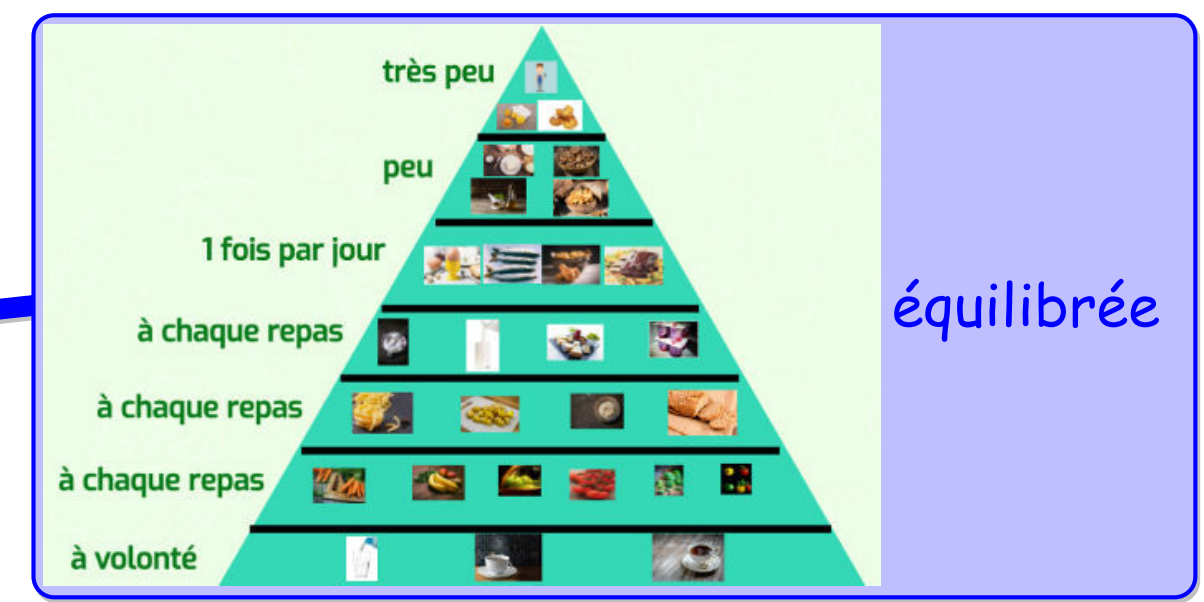 très peu
peu
1 fois par jour
à chaque repas
à chaque repas
à chaque repas
à volonté
équilibrée